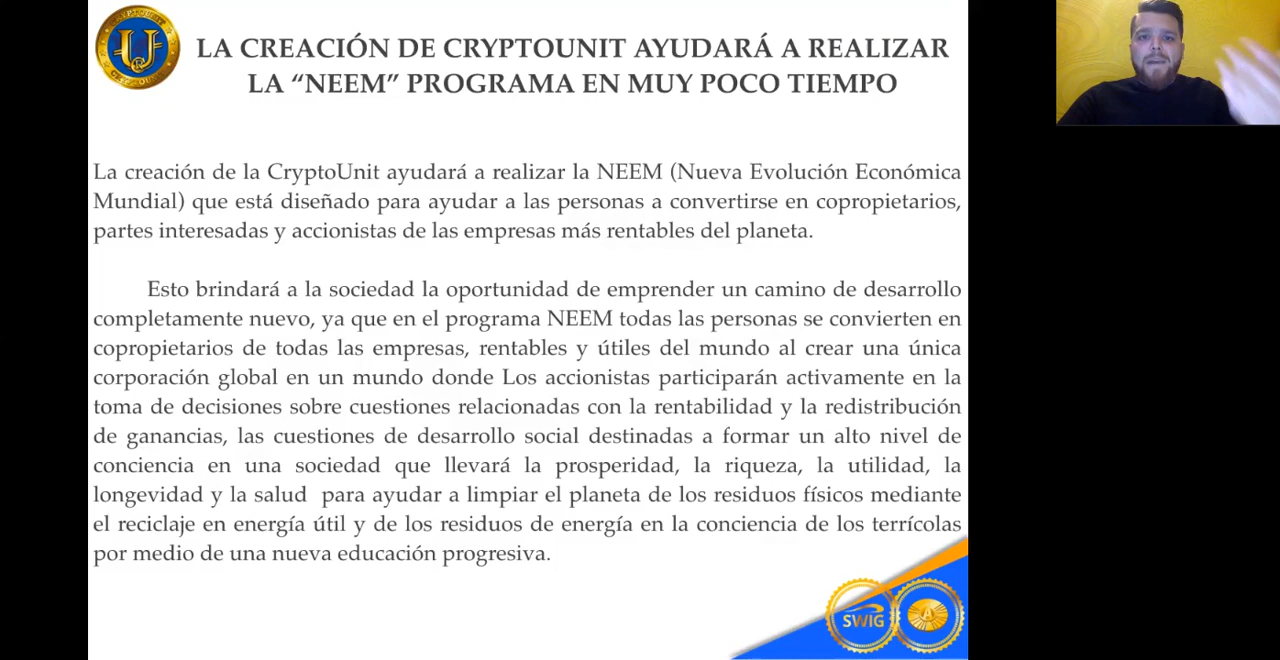 LA CREACIÓN DE CRYPTOUNIT AYUDARÁ A REALIZAR
LA “NEEM” PROGRAMA EN MUY POCO TIEMPO
La creación de la CryptoUnit ayudará a realizar la NEEM (Nueva Evolución Económica
Mundial) que está diseñado para ayudar a las personas a convertirse en copropietarios,
partes interesadas y accionistas de las empresas más rentables del planeta.
Esto brindará a la sociedad la oportunidad de emprender un camino de desarrollo
completamente nuevo, ya que en el programa NEEM todas las personas se convierten en
copropietarios de todas las empresas, rentables y útiles del mundo al crear una única
corporación global en un mundo donde Los accionistas participarán activamente en la
toma de decisiones sobre cuestiones relacionadas con la rentabilidad y la redistribución
de ganancias, las cuestiones de desarrollo social destinadas a formar un alto nivel de
conciencia en una sociedad que llevará la prosperidad, la riqueza, la utilidad, la
longevidad y la salud para ayudar a limpiar el planeta de los residuos físicos mediante
el reciclaje en energía útil y de los residuos de energía en la conciencia de los terrícolas
por medio de una nueva educación progresiva.
SWIG